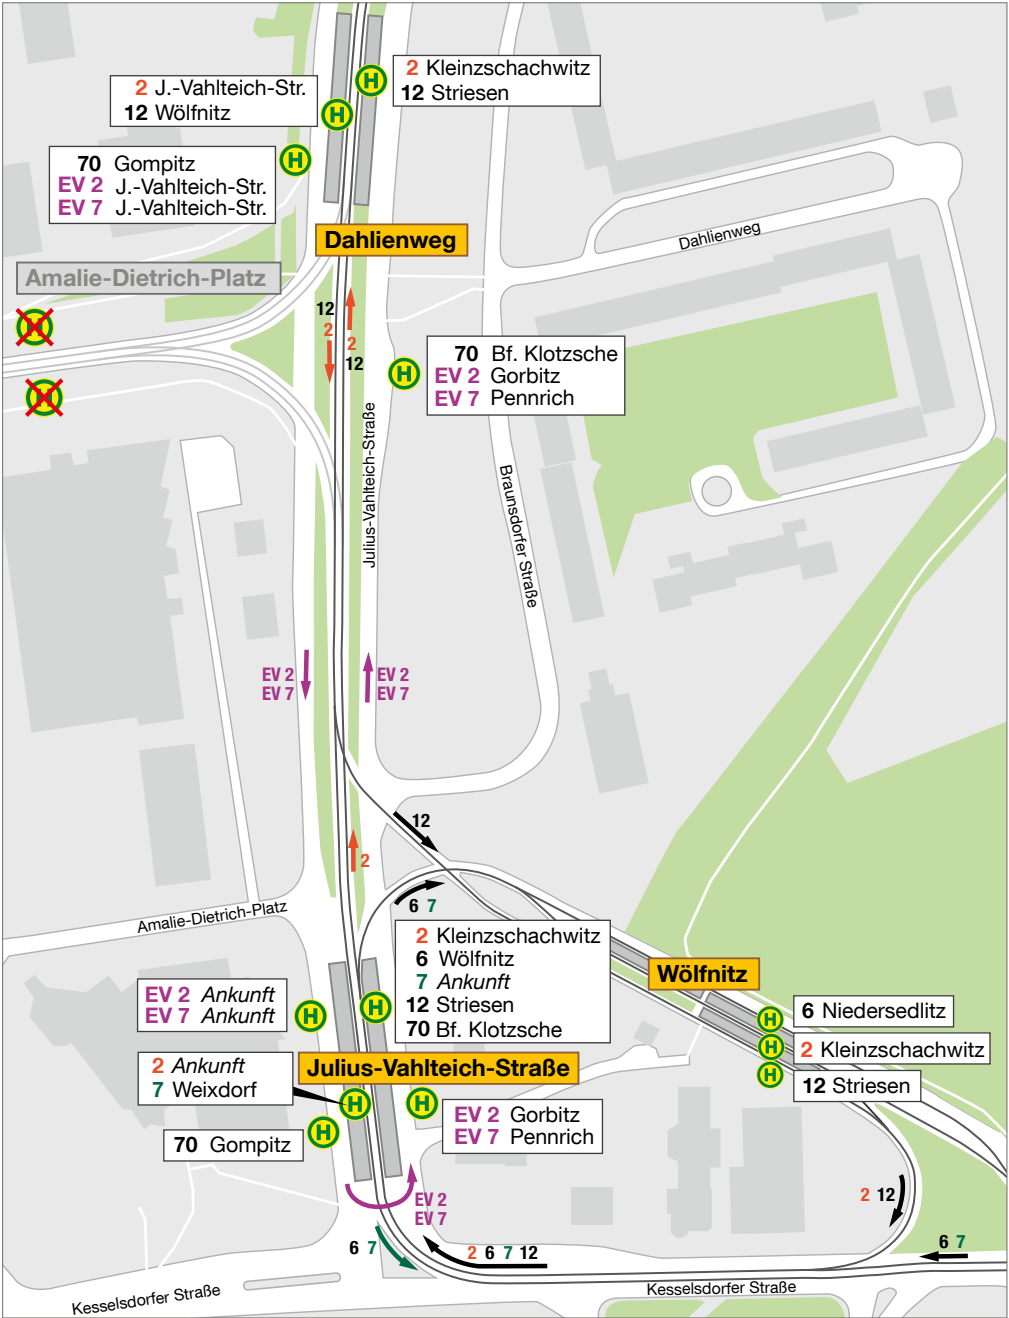 2 Kleinzschachwitz
12 Striesen
2 J.-Vahlteich-Str.
12 Wölfnitz
H
H
H
70 Gompitz
EV 2 J.-Vahlteich-Str.
EV 7 J.-Vahlteich-Str.
Dahlienweg
Dahlienweg
Amalie-Dietrich-Platz
H
H
12
2
2
12
H
70 Bf. Klotzsche
EV 2 Gorbitz
EV 7 Pennrich
Julius-Vahlteich-Straße
Braunsdorfer Straße
EV 2
EV 7
EV 2
EV 7
12
2
6 7
Amalie-Dietrich-Platz
2 Kleinzschachwitz
6 Wölfnitz
7 Ankunft
12 Striesen
70 Bf. Klotzsche
H
EV 2 Ankunft
EV 7 Ankunft
H
Wölfnitz
H
H
H
6 Niedersedlitz
2 Kleinzschachwitz
12 Striesen
Julius-Vahlteich-Straße
2 Ankunft
7 Weixdorf
H
H
EV 2 Gorbitz
EV 7 Pennrich
70 Gompitz
H
EV 2
EV 7
2 12
6 7
2 6 7 12
6 7
Kesselsdorfer Straße
Kesselsdorfer Straße